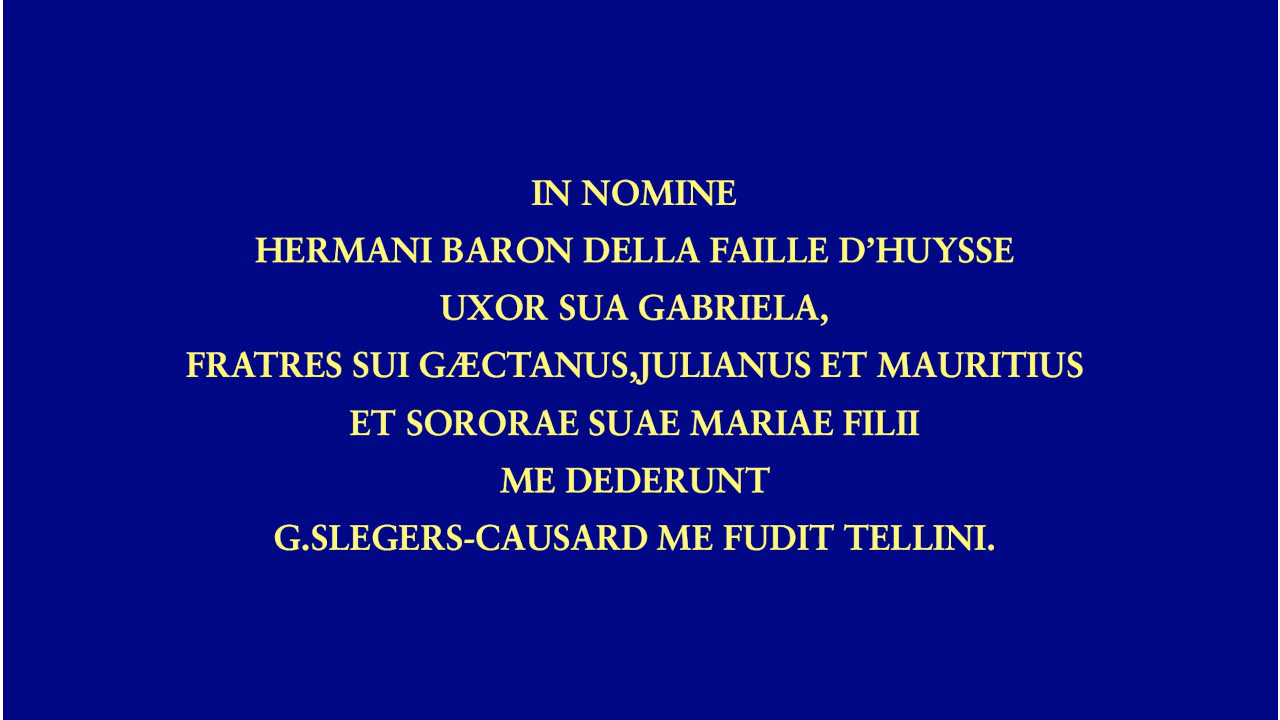 IN NOMINE
HERMANI BARON DELLA FAILLE D’HUYSSE
UXOR SUA GABRIELA,
FRATRES SUI GÆCTANUS,JULIANUS ET MAURITIUS
ET SORORAE SUAE MARIAE FILII
ME DEDERUNT
G.SLEGERS-CAUSARD ME FUDIT TELLINI.